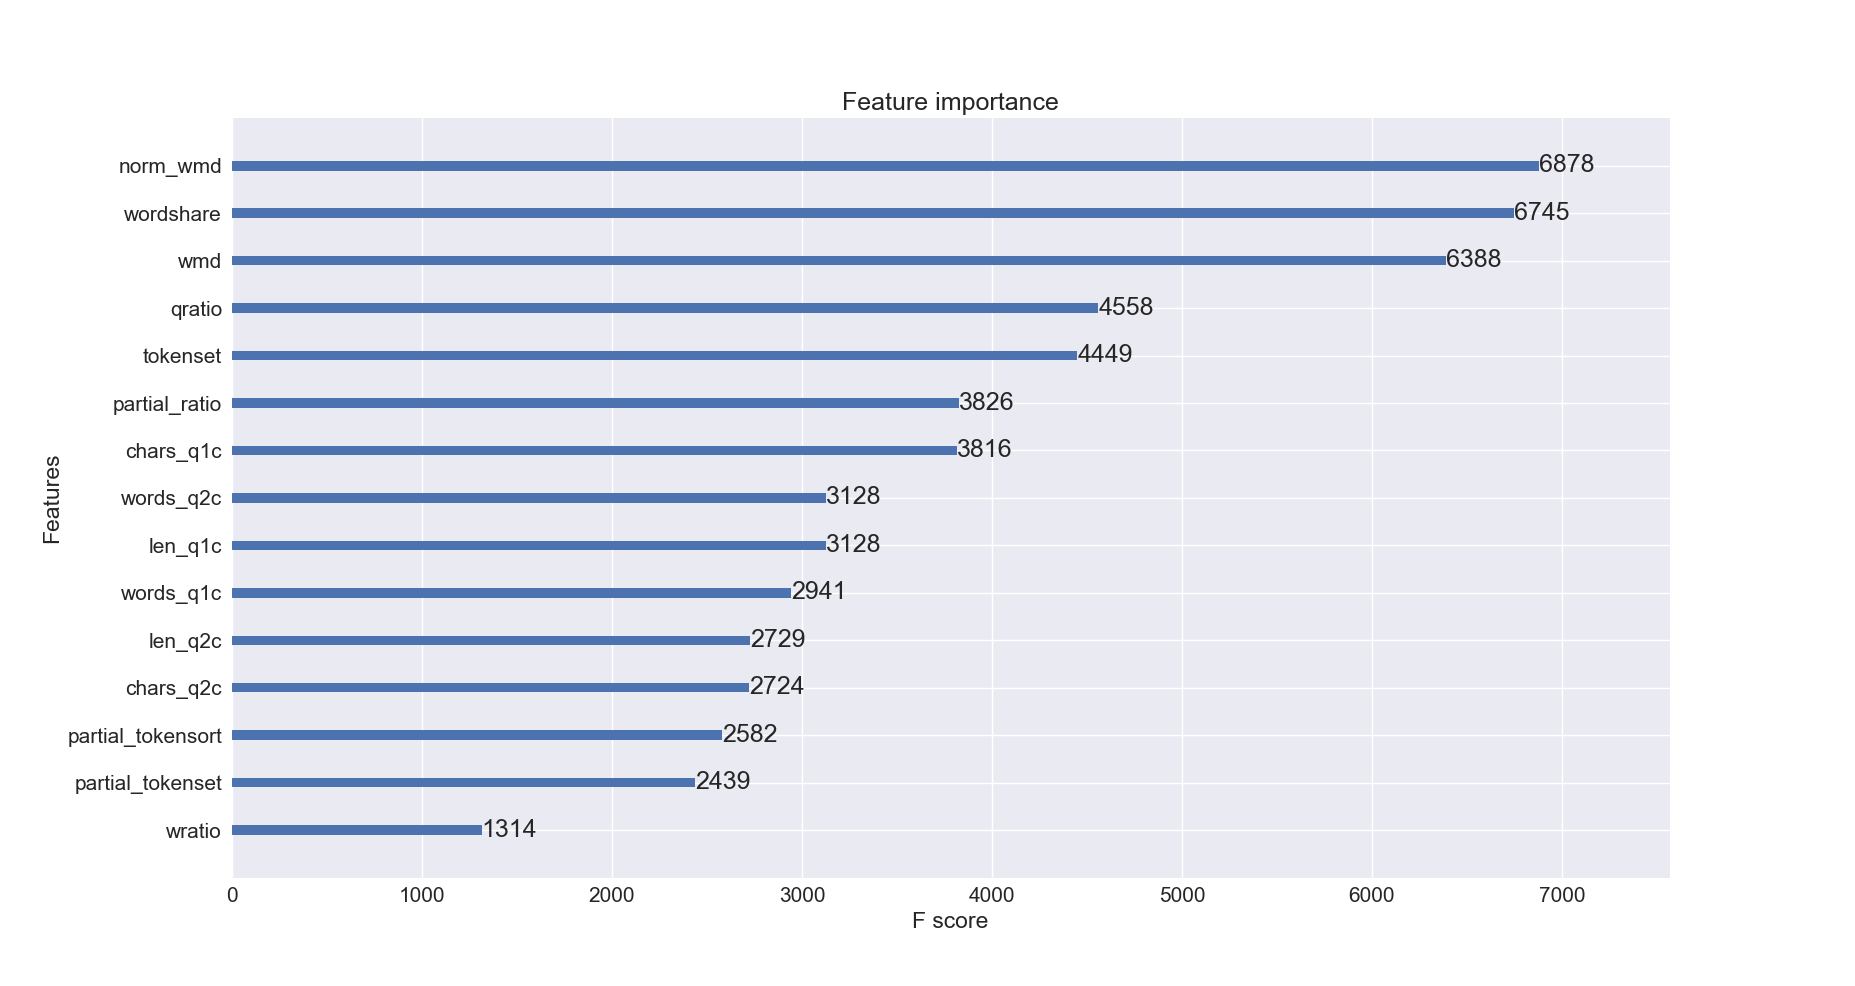 Feature importance
norm_wmd 6878
wordshare 6745
wmd 6388
qratio 4558
tokenset 4449
partial_ratio 3826
chars_q1c 3816
words_q2c 3128
len_q1c 3128
words_q1c 2941
len_q2c 2729
chars_q2c 2724
partial_tokensort 2582
partial_tokenset 2439
wratio 1314
Features
0 1000 2000 3000 4000 5000 6000 7000
F score